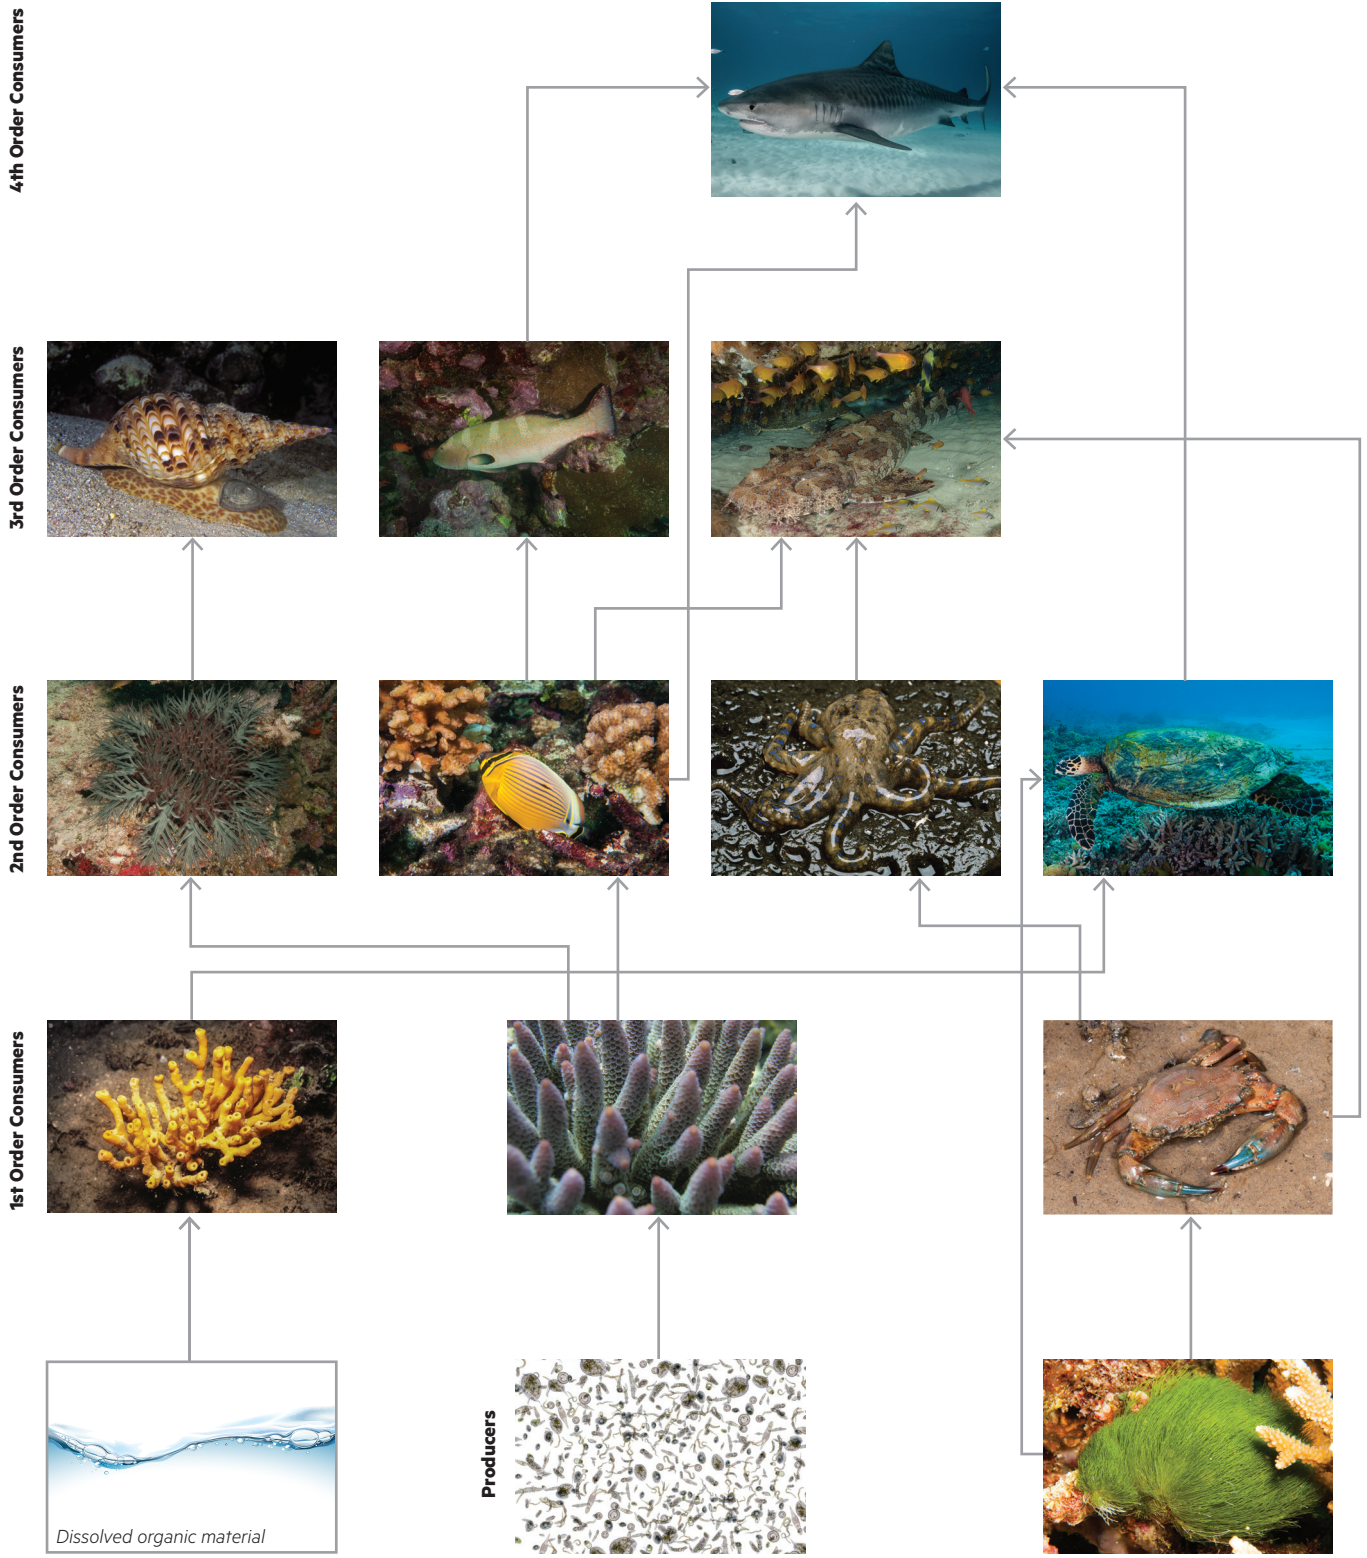 4th Order Consumers
3rd Order Consumers
2nd Order Consumers
1st Order Consumers
Producers
Dissolved organic material